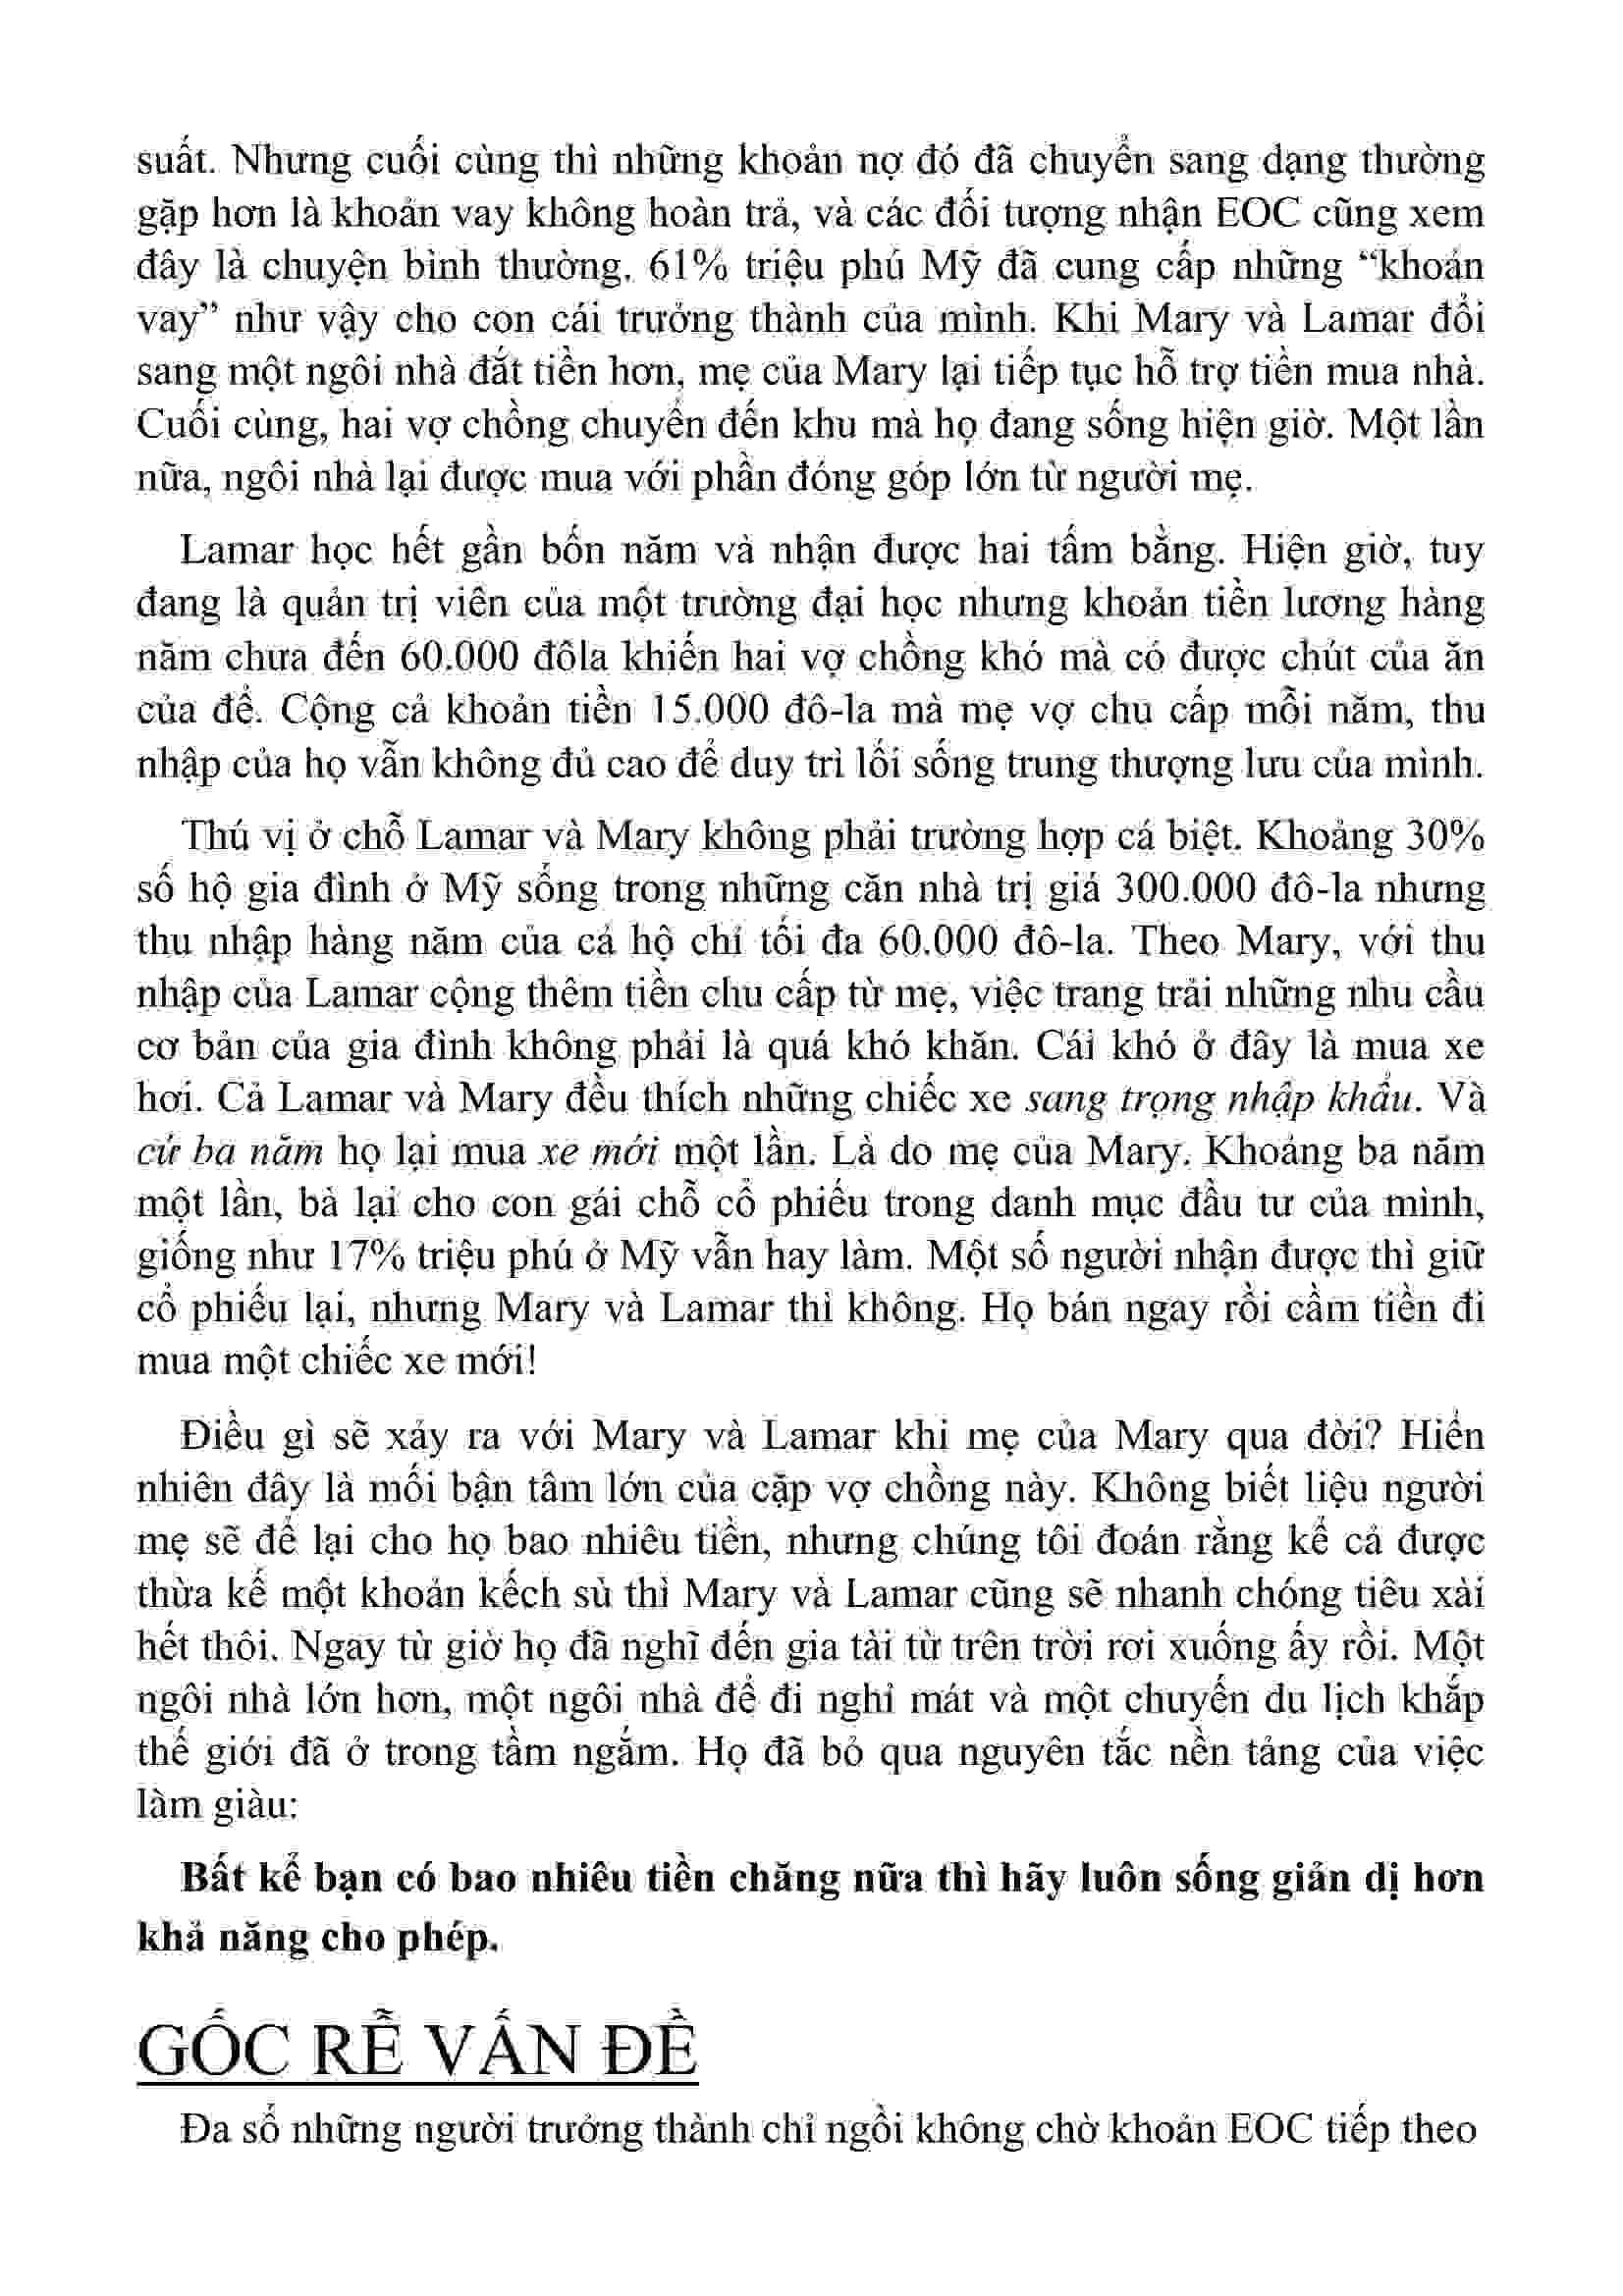 suất. Nhưng cuối cùng thì những khoản nợ đó đã chuyển sang dạng thường
gặp hơn là khoản vay không hoàn trả, và các đối tượng nhận EOC cũng xem
đây là chuyện bình thường. 61% triệu phú Mỹ đã cung cấp những “khoản
vay” như vậy cho con cái trưởng thành của mình. Khi Mary và Lamar đổi
sang một ngôi nhà đắt tiền hơn, mẹ của Mary lại tiếp tục hỗ trợ tiền mua nhà.
Cuối cùng, hai vợ chồng chuyển đến khu mà họ đang sống hiện giờ. Một lần
nữa, ngôi nhà lại được mua với phần đóng góp lớn từ người mẹ.
Lamar học hết gần bốn năm và nhận được hai tấm bằng. Hiện giờ, tuy
đang là quản trị viên của một trường đại học nhưng khoản tiền lương hàng
năm chưa đến 60.000 đôla khiến hai vợ chồng khó mà có được chút của ăn
của để. Cộng cả khoản tiền 15.000 đô-la mà mẹ vợ chu cấp mỗi năm, thu
nhập của họ vẫn không đủ cao để duy trì lối sống trung thượng lưu của mình.
Thú vị ở chỗ Lamar và Mary không phải trường hợp cá biệt. Khoảng 30%
số hộ gia đình ở Mỹ sống trong những căn nhà trị giá 300.000 đô-la nhưng
thu nhập hàng năm của cả hộ chỉ tối đa 60.000 đô-la. Theo Mary, với thu
nhập của Lamar cộng thêm tiền chu cấp từ mẹ, việc trang trải những nhu cầu
cơ bản của gia đình không phải là quá khó khăn. Cái khó ở đây là mua xe
hơi. Cả Lamar và Mary đều thích những chiếc xe sang trọng nhập khẩu. Và
cứ ba năm họ lại mua xe mới một lần. Là do mẹ của Mary. Khoảng ba năm
một lần, bà lại cho con gái chỗ cổ phiếu trong danh mục đầu tư của mình,
giống như 17% triệu phú ở Mỹ vẫn hay làm. Một số người nhận được thì giữ
cổ phiếu lại, nhưng Mary và Lamar thì không. Họ bán ngay rồi cầm tiền đi
mua một chiếc xe mới!
Điều gì sẽ xảy ra với Mary và Lamar khi mẹ của Mary qua đời? Hiển
nhiên đây là mối bận tâm lớn của cặp vợ chồng này. Không biết liệu người
mẹ sẽ để lại cho họ bao nhiêu tiền, nhưng chúng tôi đoán rằng kể cả được
thừa kế một khoản kếch sù thì Mary và Lamar cũng sẽ nhanh chóng tiêu xài
hết thôi. Ngay từ giờ họ đã nghĩ đến gia tài từ trên trời rơi xuống ấy rồi. Một
ngôi nhà lớn hơn, một ngôi nhà để đi nghỉ mát và một chuyến du lịch khắp
thế giới đã ở trong tầm ngắm. Họ đã bỏ qua nguyên tắc nền tảng của việc
làm giàu:
Bất kể bạn có bao nhiêu tiền chăng nữa thì hãy luôn sống giản dị hơn
khả năng cho phép.
GỐC RỄ VẤN ĐỀ
Đa số những người trưởng thành chỉ ngồi không chờ khoản EOC tiếp theo